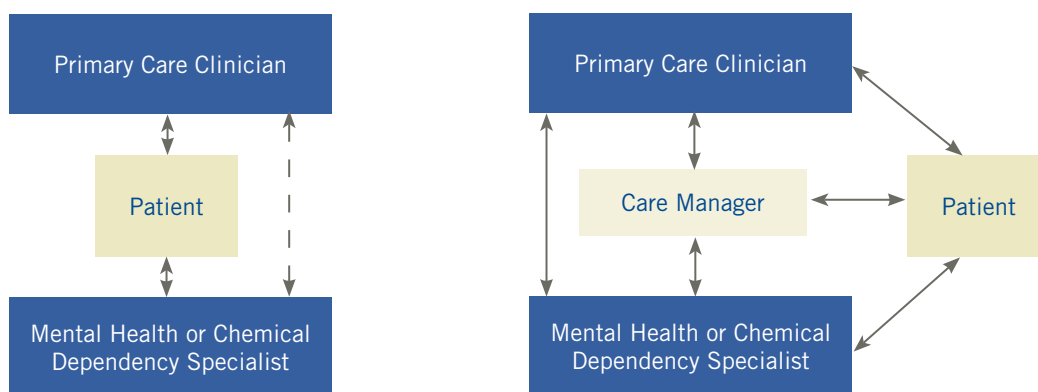 Primary Care Clinician
Patient
Mental Health or Chemical
Dependency Specialist
Primary Care Clinician
Care Manager
Patient
Mental Health or Chemical
Dependency Specialist